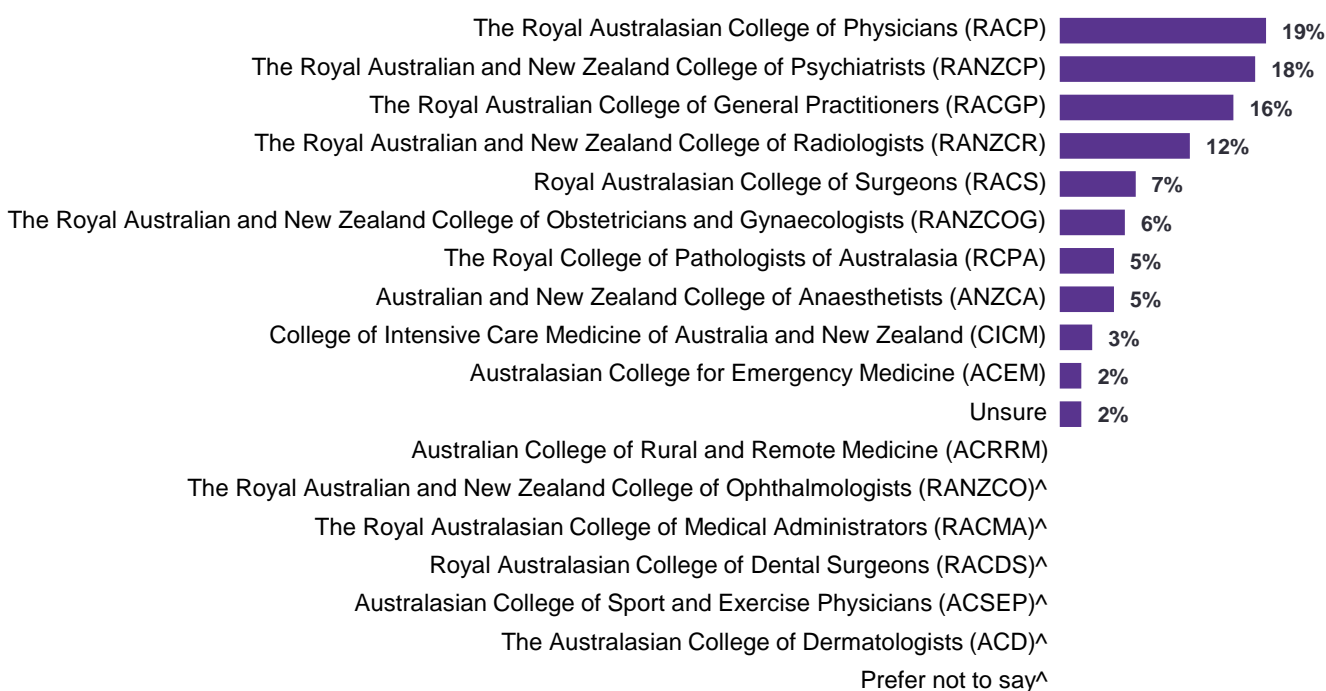 The Royal Australasian College of Physicians (RACP) 19%
The Royal Australian and New Zealand College of Psychiatrists (RANZCP) 18%
The Royal Australian College of General Practitioners (RACGP) 16%
The Royal Australian and New Zealand College of Radiologists (RANZCR) 12%
Royal Australasian College of Surgeons (RACS) 7%
The Royal Australian and New Zealand College of Obstetricians and Gynaecologists (RANZCOG) 6%
The Royal College of Pathologists of Australasia (RCPA) 5%
Australian and New Zealand College of Anaesthetists (ANZCA) 5%
College of Intensive Care Medicine of Australia and New Zealand (CICM) 3%
Australasian College for Emergency Medicine (ACEM) 2%
Unsure 2%
Australian College of Rural and Remote Medicine (ACRRM)
The Royal Australian and New Zealand College of Ophthalmologists (RANZCO)^
The Royal Australasian College of Medical Administrators (RACMA)^
Royal Australasian College of Dental Surgeons (RACDS)^
Australasian College of Sport and Exercise Physicians (ACSEP)^
The Australasian College of Dermatologists (ACD)^
Prefer not to say^